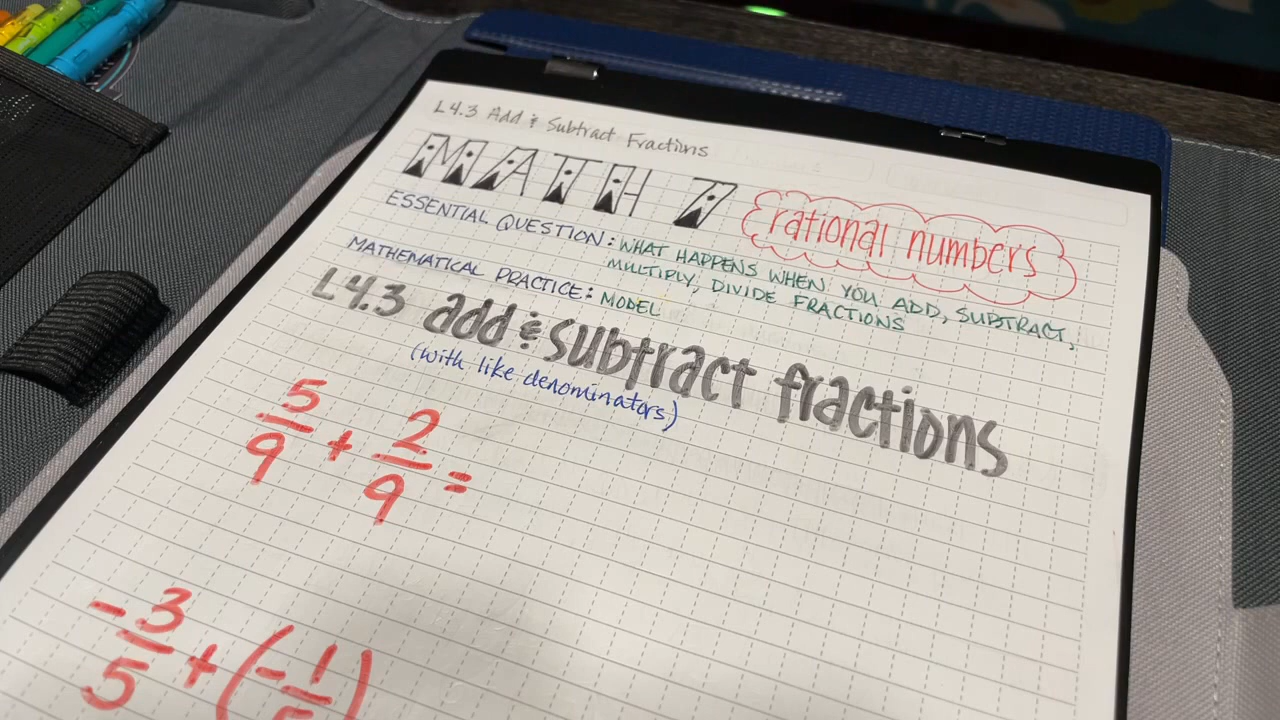 L4.3 Add & Subtract Fractions
MATH 7
rational numbers
ESSENTIAL QUESTION: WHAT HAPPENS WHEN YOU ADD, SUBTRACT,
MULTIPLY, DIVIDE FRACTIONS
MATHEMATICAL PRACTICE: MODEL
L4.3 add & subtract fractions
(with like denominators)
5/9 + 2/9 =
-3/5 + (-1/